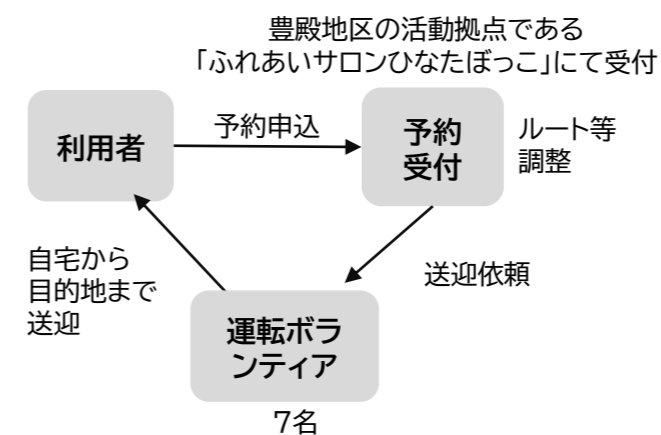 豊殿地区の活動拠点である
「ふれあいサロンひなたぼっこ」にて受付
利用者
予約申込
予約
受付
ルート等
調整
自宅から
目的地まで
送迎
送迎依頼
運転ボラ
ンティア
7名